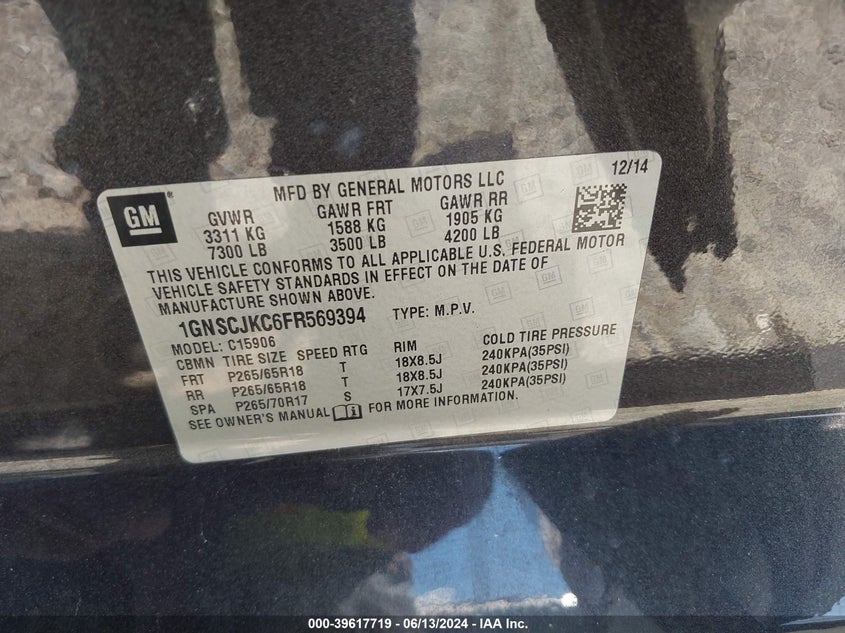 12/14
GM ® MFD BY GENERAL MOTORS LLC
GVWR GAWR FRT GAWR RR
3311 KG 1588 KG 1905 KG
7300 LB 3500 LB 4200 LB
THIS VEHICLE CONFORMS TO ALL APPLICABLE U.S. FEDERAL MOTOR
VEHICLE SAFETY STANDARDS IN EFFECT ON THE DATE OF
MANUFACTURE SHOWN ABOVE.
1GNSCJKC6FR569394 TYPE: M.P.V.
MODEL: C15906
CBMN TIRE SIZE SPEED RTG RIM COLD TIRE PRESSURE
FRT P265/65R18 T 18X8.5J 240KPA(35PSI)
RR P265/65R18 T 18X8.5J 240KPA(35PSI)
SPA P265/70R17 S 17X7.5J 240KPA(35PSI)
SEE OWNER'S MANUAL FOR MORE INFORMATION.
000-39617719 - 06/13/2024 - IAA Inc.